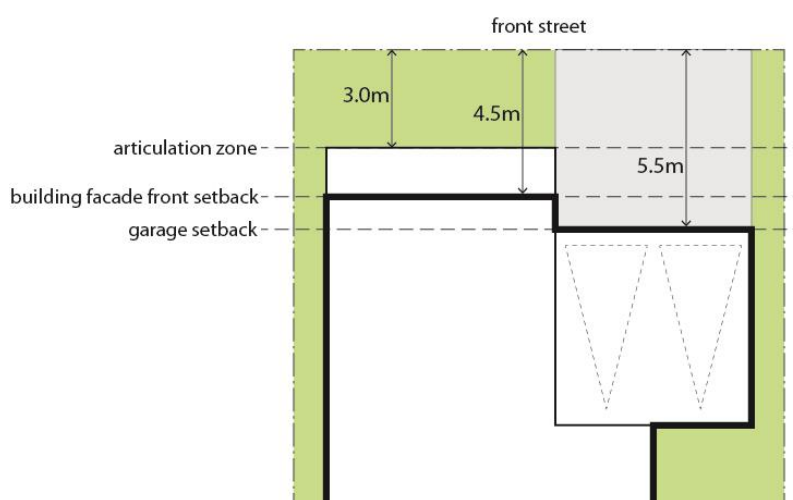 front street
3.0m
4.5m
articulation zone
5.5m
building facade front setback
garage setback